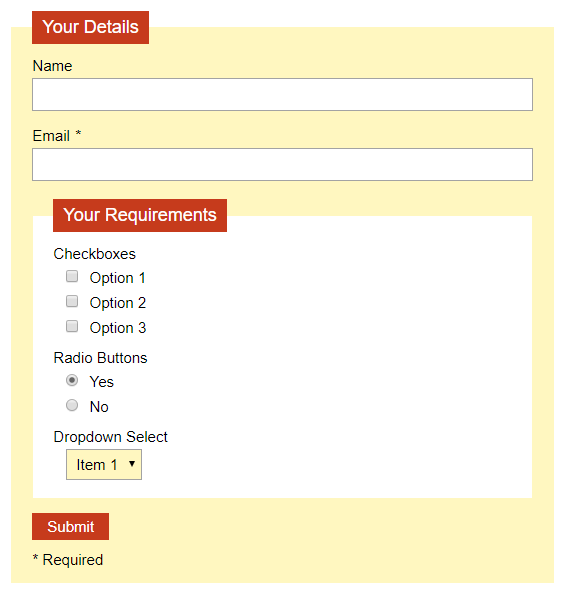 Your Details
Name
Email *
Your Requirements
Checkboxes
Option 1
Option 2
Option 3
Radio Buttons
Yes
No
Dropdown Select
Item 1
Submit
* Required